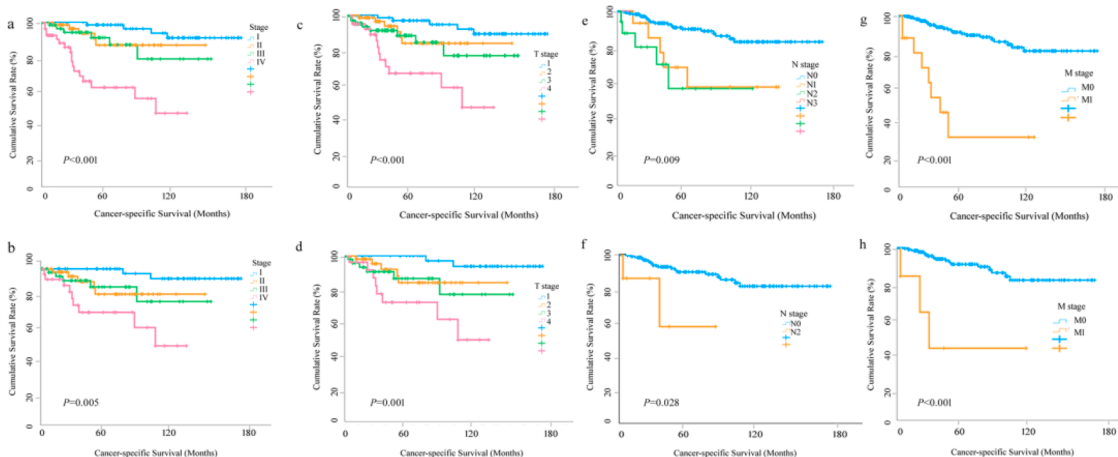 a
Cumulative Survival Rate (%)
0 20 40 60 80 100
Stage
I
II
III
IV
P<0.001
0 60 120 180
Cancer-specific Survival (Months)
c
Cumulative Survival Rate (%)
0 20 40 60 80 100
T stage
1
2
3
4
P<0.001
0 60 120 180
Cancer-specific Survival (Months)
e
Cumulative Survival Rate (%)
0 20 40 60 80 100
N stage
N0
N1
N2
N3
P=0.009
0 60 120 180
Cancer-specific Survival (Months)
g
Cumulative Survival Rate (%)
0 20 40 60 80 100
M stage
M0
M1
P<0.001
0 60 120 180
Cancer-specific Survival (Months)
b
Cumulative Survival Rate (%)
0 20 40 60 80 100
Stage
I
II
III
IV
P=0.005
0 60 120 180
Cancer-specific Survival (Months)
d
Cumulative Survival Rate (%)
0 20 40 60 80 100
T stage
1
2
3
4
P=0.001
0 60 120 180
Cancer-specific Survival (Months)
f
Cumulative Survival Rate (%)
0 20 40 60 80 100
N stage
N0
N2
P=0.028
0 60 120 180
Cancer-specific Survival (Months)
h
Cumulative Survival Rate (%)
0 20 40 60 80 100
M stage
M0
M1
P<0.001
0 60 120 180
Cancer-specific Survival (Months)